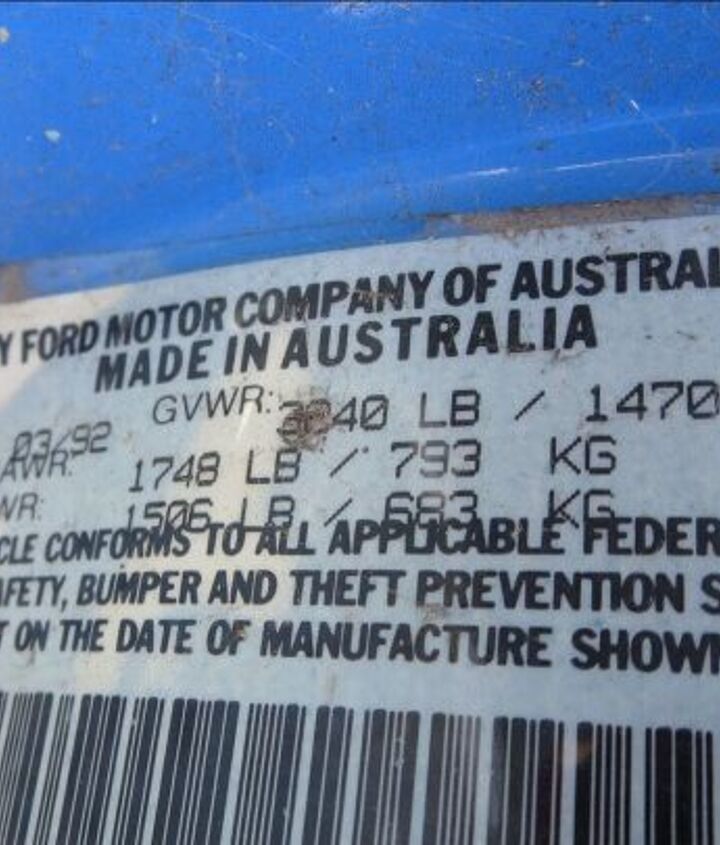 Y FORD MOTOR COMPANY OF AUSTRAL
MADE IN AUSTRALIA
03/92 GVWR: 3240 LB / 1470
AWR: 1748 LB / 793 KG
WR: 1506 LB / 683 KG
CLE CONFORMS TO ALL APPLICABLE FEDER
AFETY, BUMPER AND THEFT PREVENTION S
T ON THE DATE OF MANUFACTURE SHOWN